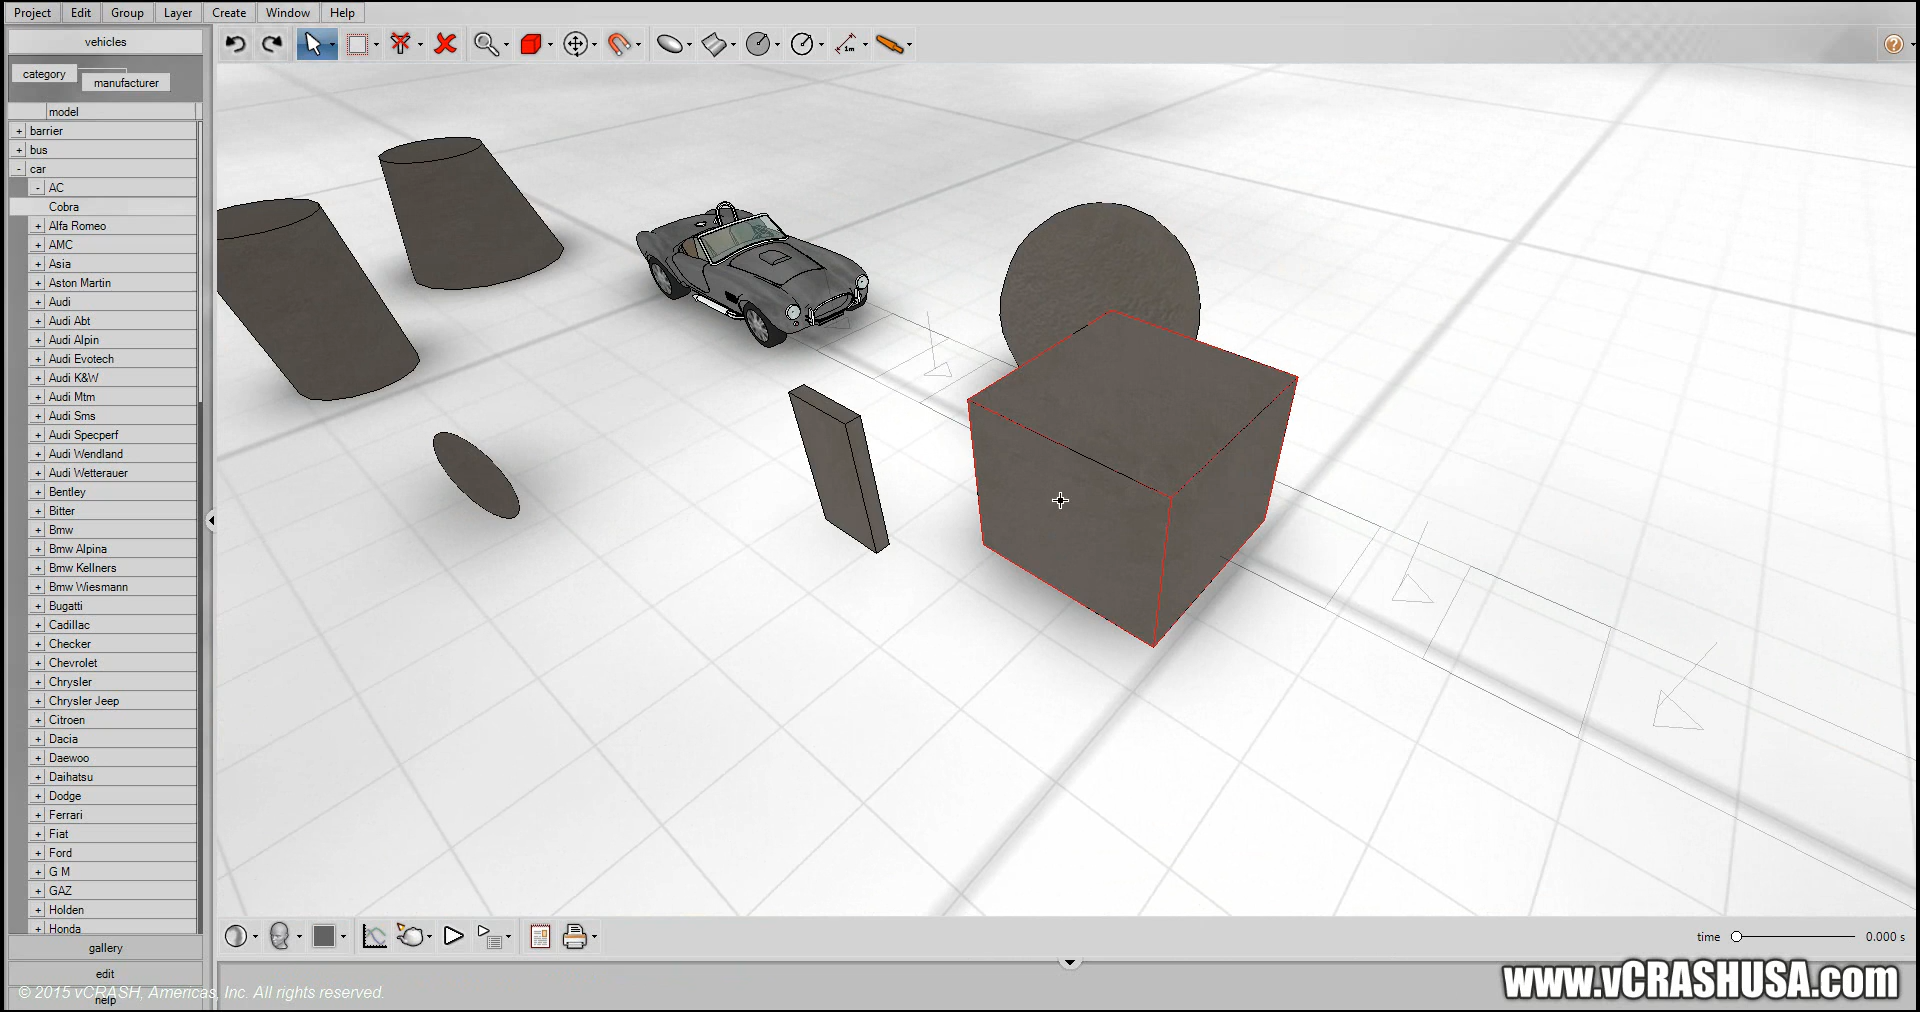 Project Edit Group Layer Create Window Help
vehicles
category
manufacturer
model
+ barrier
+ bus
- car
- AC
Cobra
+ Alfa Romeo
+ AMC
+ Asia
+ Aston Martin
+ Audi
+ Audi Abt
+ Audi Alpin
+ Audi Evotech
+ Audi K&W
+ Audi Mtm
+ Audi Sms
+ Audi Specperf
+ Audi Wendland
+ Audi Wetterauer
+ Bentley
+ Bitter
+ Bmw
+ Bmw Alpina
+ Bmw Kellners
+ Bmw Wiesmann
+ Bugatti
+ Cadillac
+ Checker
+ Chevrolet
+ Chrysler
+ Chrysler Jeep
+ Citroen
+ Dacia
+ Daewoo
+ Daihatsu
+ Dodge
+ Ferrari
+ Fiat
+ Ford
+ G M
+ GAZ
+ Holden
+ Honda
gallery
edit
help
1m
time 0.000 s
© 2015 vCRASH, Americas, Inc. All rights reserved.
www.vCRASHUSA.com